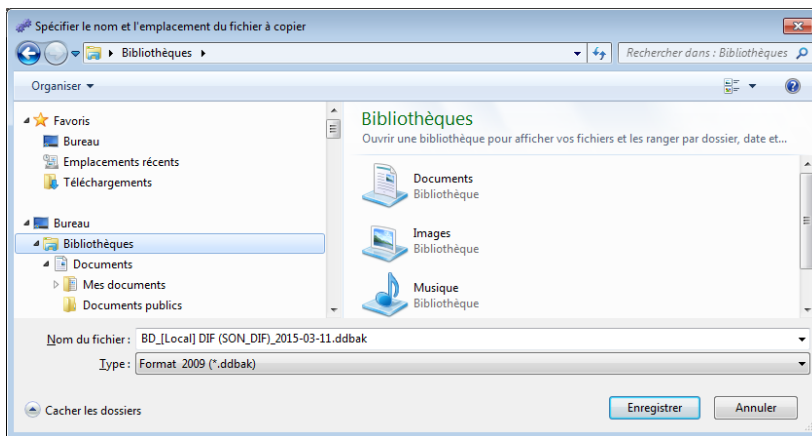 Spécifier le nom et l'emplacement du fichier à copier
Bibliothèques
Rechercher dans : Bibliothèques
Organiser
Favoris
Bureau
Emplacements récents
Téléchargements
Bureau
Bibliothèques
Documents
Mes documents
Documents publics
Bibliothèques
Ouvrir une bibliothèque pour afficher vos fichiers et les ranger par dossier, date et...
Documents
Bibliothèque
Images
Bibliothèque
Musique
Bibliothèque
Nom du fichier : BD_[Local] DIF (SON_DIF)_2015-03-11.ddbak
Type : Format 2009 (*.ddbak)
Cacher les dossiers
Enregistrer
Annuler